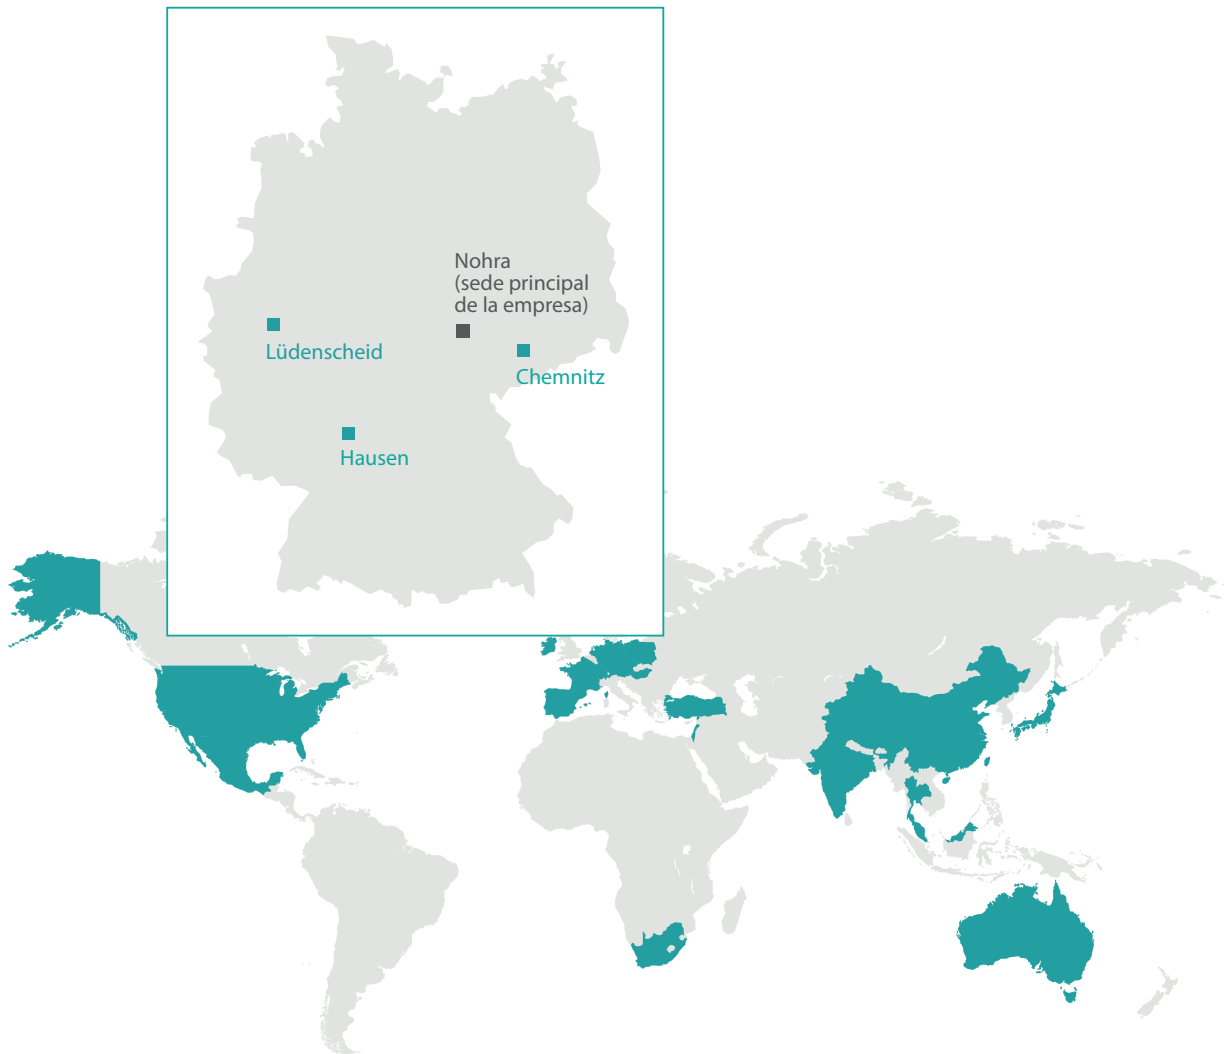 Nohra
(sede principal
de la empresa)
Lüdenscheid
Chemnitz
Hausen